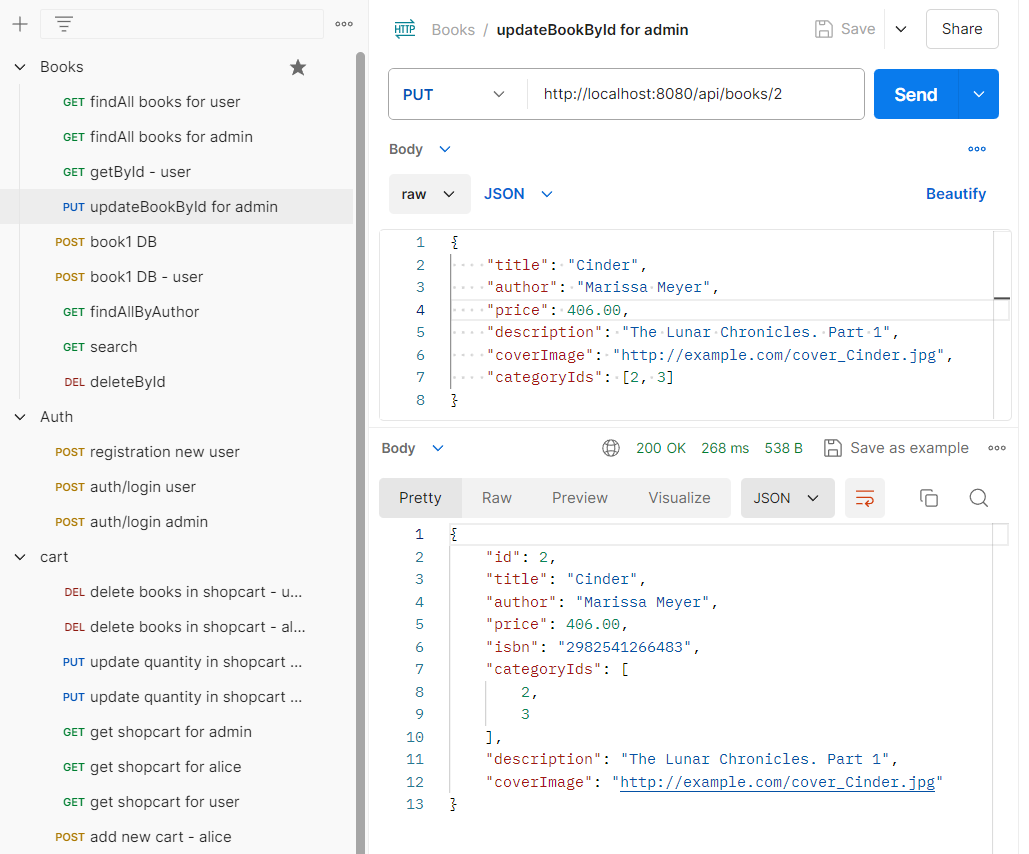 Books
GET findAll books for user
GET findAll books for admin
GET getById - user
PUT updateBookById for admin
POST book1 DB
POST book1 DB - user
GET findAllByAuthor
GET search
DEL deleteById
Auth
POST registration new user
POST auth/login user
POST auth/login admin
cart
DEL delete books in shopcart - u...
DEL delete books in shopcart - al...
PUT update quantity in shopcart ...
PUT update quantity in shopcart ...
GET get shopcart for admin
GET get shopcart for alice
GET get shopcart for user
POST add new cart - alice
HTTP Books / updateBookById for admin Save Share
PUT http://localhost:8080/api/books/2 Send
Body
raw JSON Beautify
1 {
2 "title": "Cinder",
3 "author": "Marissa Meyer",
4 "price": 406.00,
5 "description": "The Lunar Chronicles. Part 1",
6 "coverImage": "http://example.com/cover_Cinder.jpg",
7 "categoryIds": [2, 3]
8 }
Body 200 OK 268 ms 538 B Save as example
Pretty Raw Preview Visualize JSON
1 {
2 "id": 2,
3 "title": "Cinder",
4 "author": "Marissa Meyer",
5 "price": 406.00,
6 "isbn": "2982541266483",
7 "categoryIds": [
8 2,
9 3
10 ],
11 "description": "The Lunar Chronicles. Part 1",
12 "coverImage": "http://example.com/cover_Cinder.jpg"
13 }